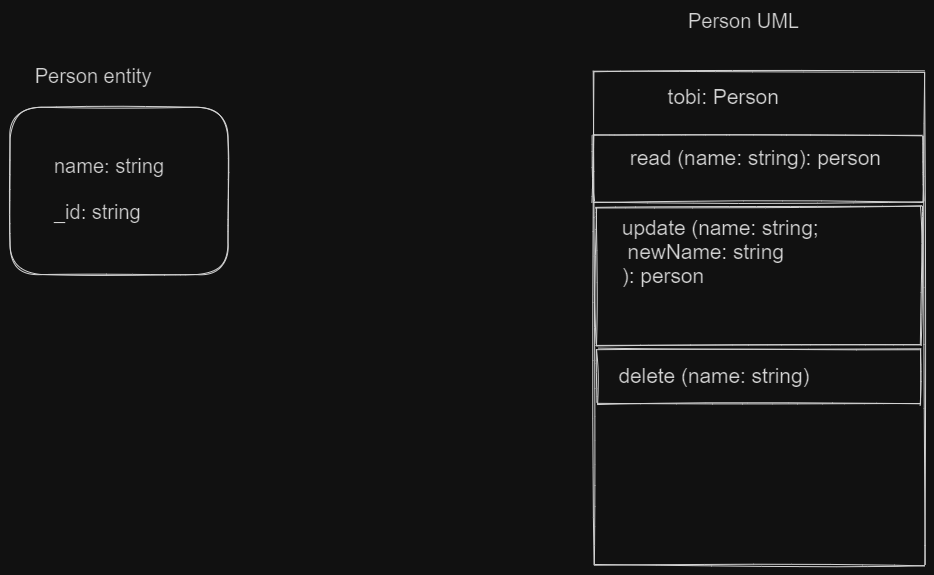 Person UML
Person entity
name: string
_id: string
tobi: Person
read (name: string): person
update (name: string;
newName: string
): person
delete (name: string)